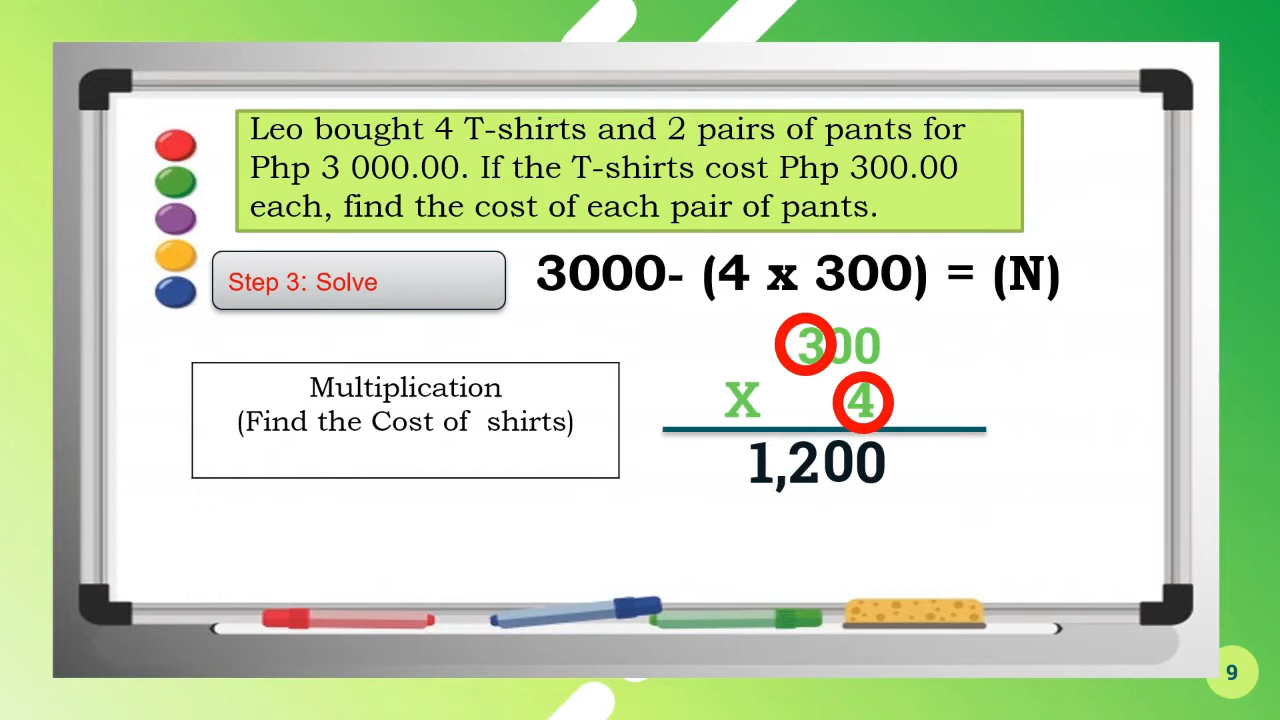 Leo bought 4 T-shirts and 2 pairs of pants for
Php 3 000.00. If the T-shirts cost Php 300.00
each, find the cost of each pair of pants.
Step 3: Solve
3000- (4 x 300) = (N)
Multiplication
(Find the Cost of  shirts)
300
X 4
1,200
9